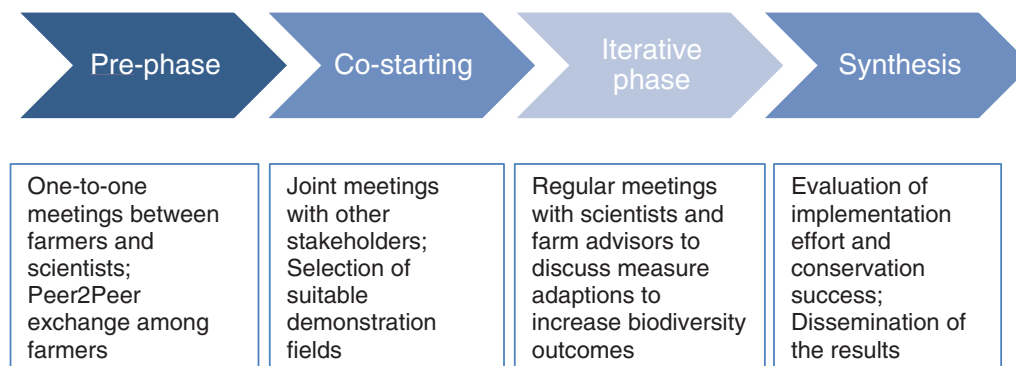 Pre-phase
Co-starting
Iterative
phase
Synthesis
One-to-one
meetings between
farmers and
scientists;
Peer2Peer
exchange among
farmers
Joint meetings
with other
stakeholders;
Selection of
suitable
demonstration
fields
Regular meetings
with scientists and
farm advisors to
discuss measure
adaptions to
increase biodiversity
outcomes
Evaluation of
implementation
effort and
conservation
success;
Dissemination of
the results